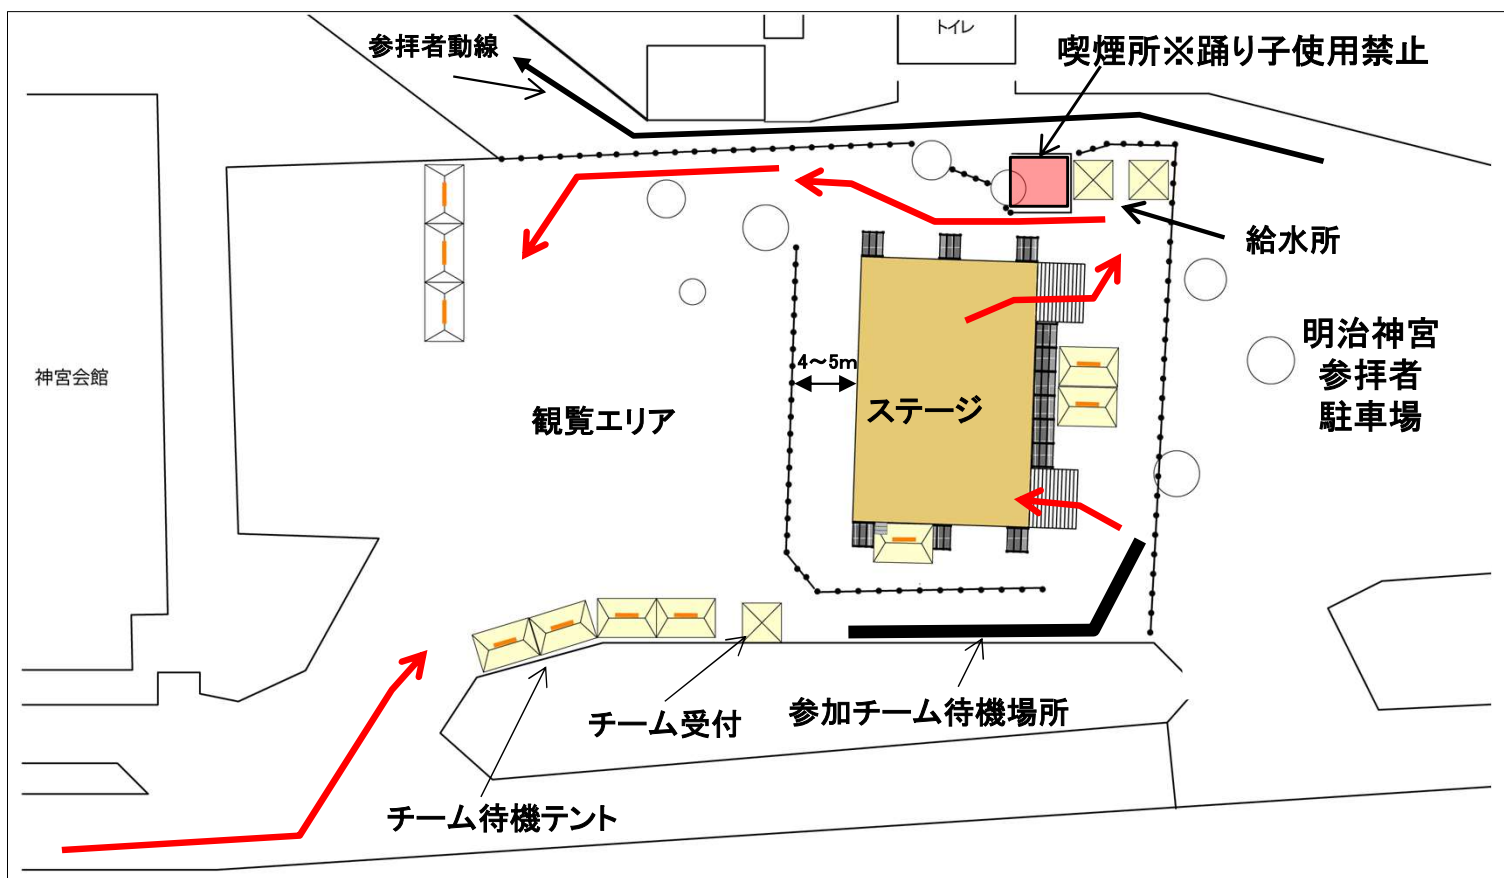 トイレ
参拝者動線
喫煙所※踊り子使用禁止
給水所
明治神宮
参拝者
駐車場
神宮会館
4～5m
観覧エリア
ステージ
チーム受付
参加チーム待機場所
チーム待機テント